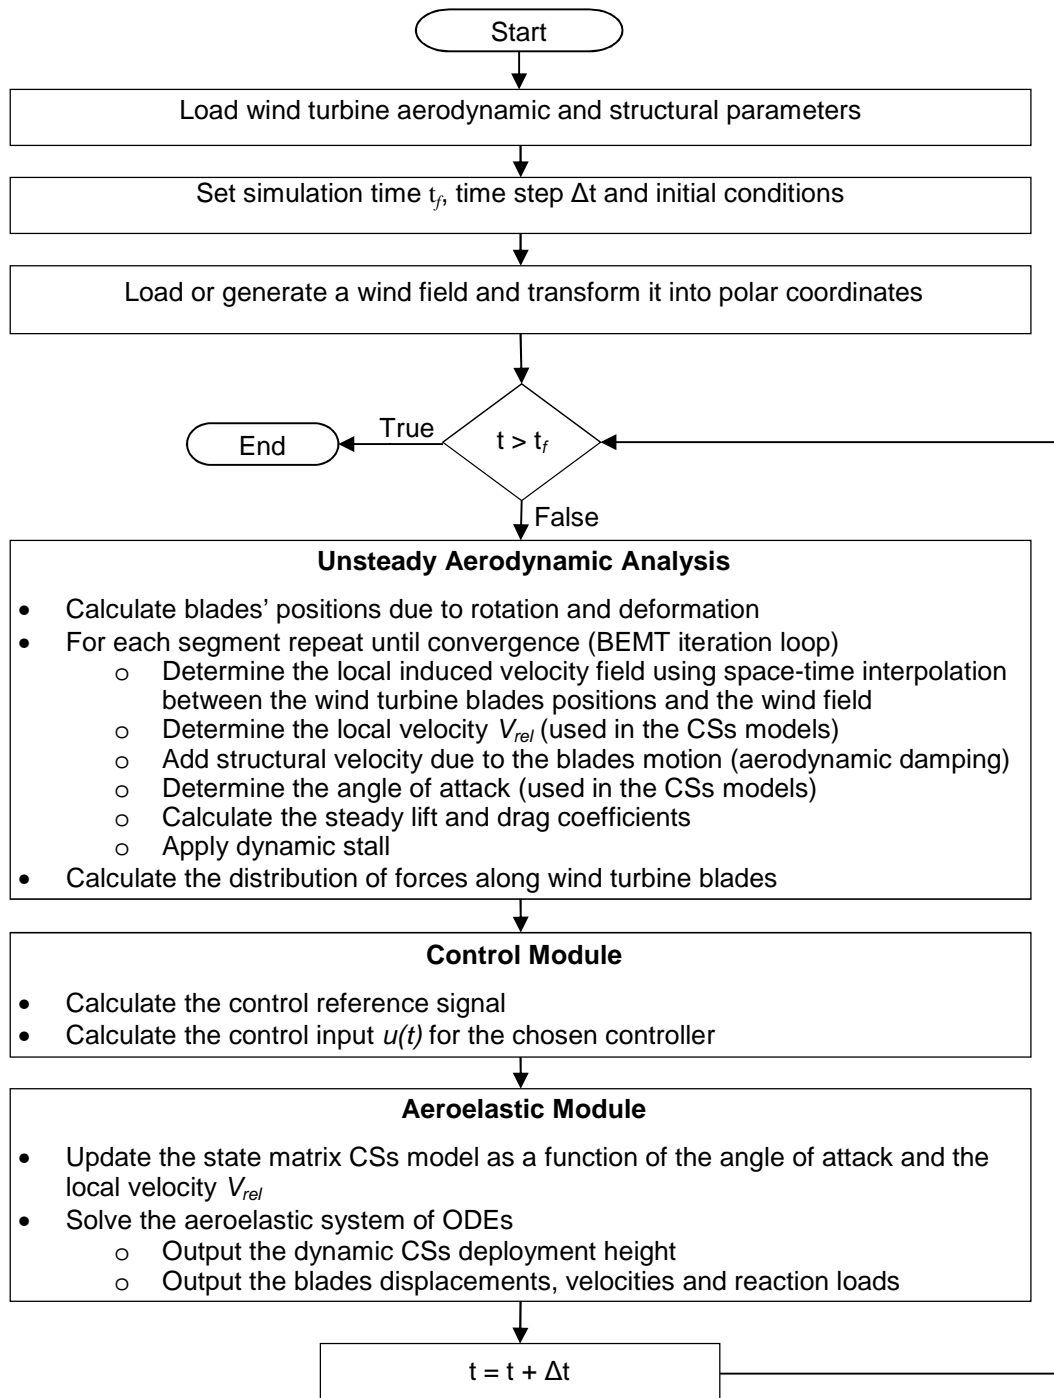 Start
Load wind turbine aerodynamic and structural parameters
Set simulation time t_f, time step Δt and initial conditions
Load or generate a wind field and transform it into polar coordinates
True
End
t > t_f
False
Unsteady Aerodynamic Analysis
• Calculate blades’ positions due to rotation and deformation
• For each segment repeat until convergence (BEMT iteration loop)
o Determine the local induced velocity field using space-time interpolation
between the wind turbine blades positions and the wind field
o Determine the local velocity V_rel (used in the CSs models)
o Add structural velocity due to the blades motion (aerodynamic damping)
o Determine the angle of attack (used in the CSs models)
o Calculate the steady lift and drag coefficients
o Apply dynamic stall
• Calculate the distribution of forces along wind turbine blades
Control Module
• Calculate the control reference signal
• Calculate the control input u(t) for the chosen controller
Aeroelastic Module
• Update the state matrix CSs model as a function of the angle of attack and the
local velocity V_rel
• Solve the aeroelastic system of ODEs
o Output the dynamic CSs deployment height
o Output the blades displacements, velocities and reaction loads
t = t + Δt